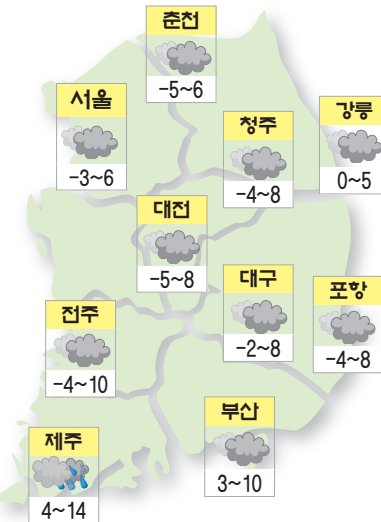 춘천
-5~6
서울
-3~6
청주
-4~8
강릉
0~5
대전
-5~8
대구
-2~8
포항
-4~8
전주
-4~10
부산
3~10
제주
4~14